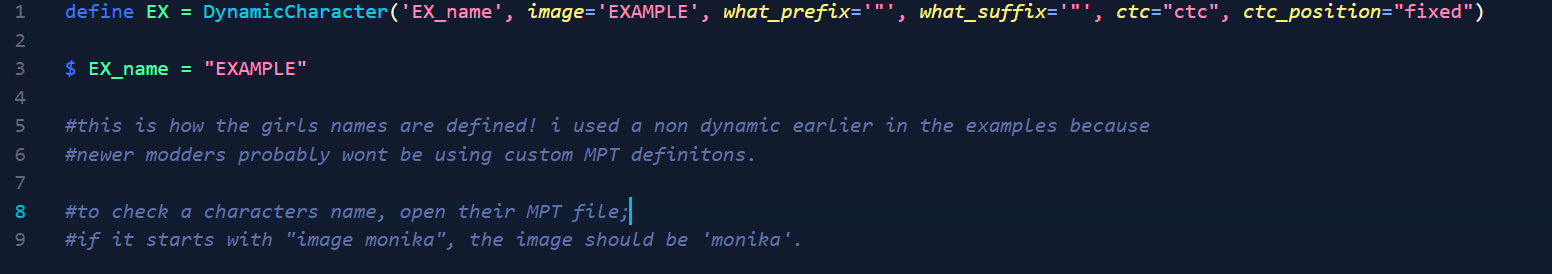 1 define EX = DynamicCharacter('EX_name', image='EXAMPLE', what_prefix='"', what_suffix='"', ctc="ctc", ctc_position="fixed")
2
3 $ EX_name = "EXAMPLE"
4
5 #this is how the girls names are defined! i used a non dynamic earlier in the examples because
6 #newer modders probably wont be using custom MPT definitons.
7
8 #to check a characters name, open their MPT file;
9 #if it starts with "image monika", the image should be 'monika'.